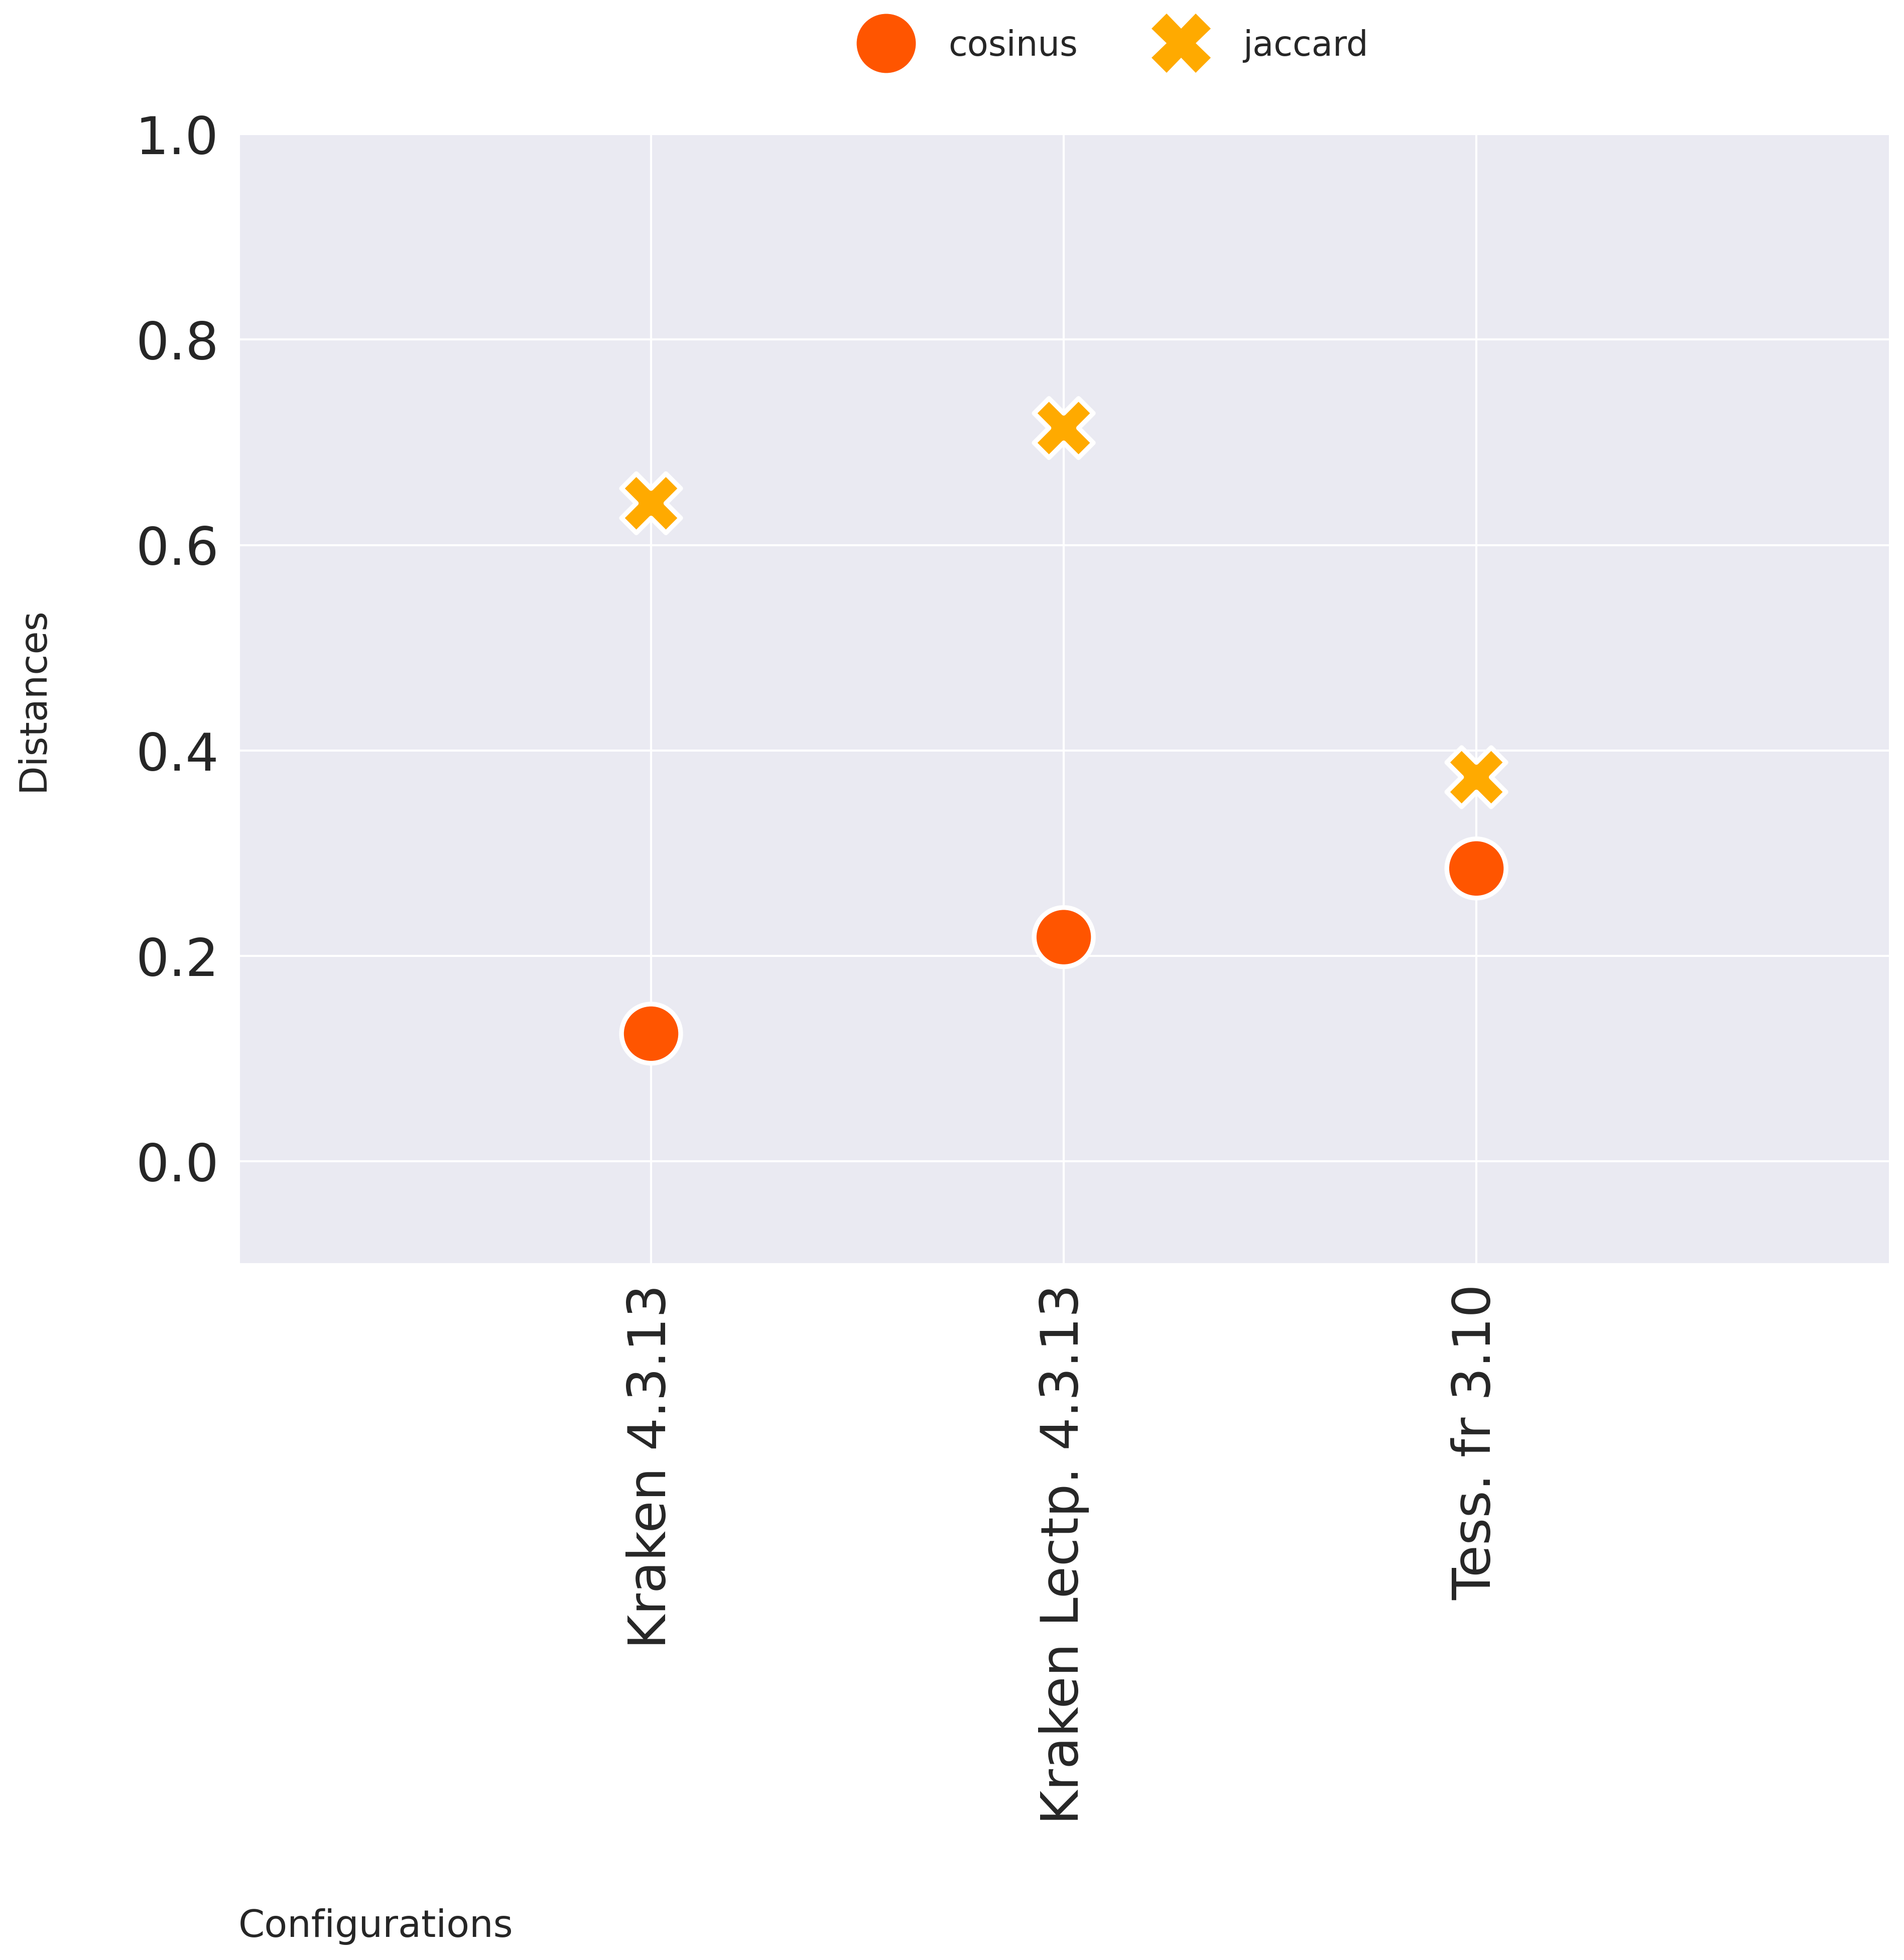 cosinus jaccard
1.0
0.8
0.6
0.4
0.2
0.0
Distances
Kraken 4.3.13
Kraken Lectp. 4.3.13
Tess. fr 3.10
Configurations